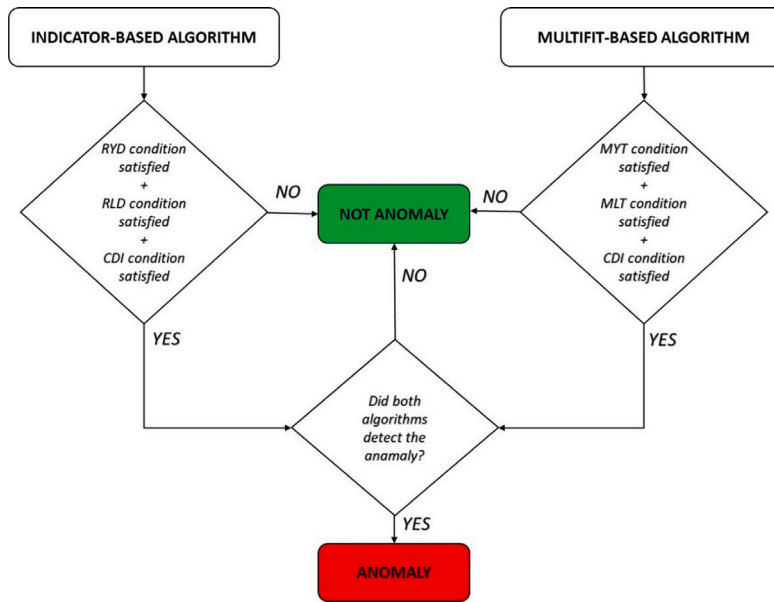 INDICATOR-BASED ALGORITHM
MULTIFIT-BASED ALGORITHM
RYD condition
satisfied
+
RLD condition
satisfied
+
CDI condition
satisfied
MYT condition
satisfied
+
MLT condition
satisfied
+
CDI condition
satisfied
NO
NOT ANOMALY
NO
NO
YES
YES
Did both
algorithms
detect the
anamaly?
YES
ANOMALY